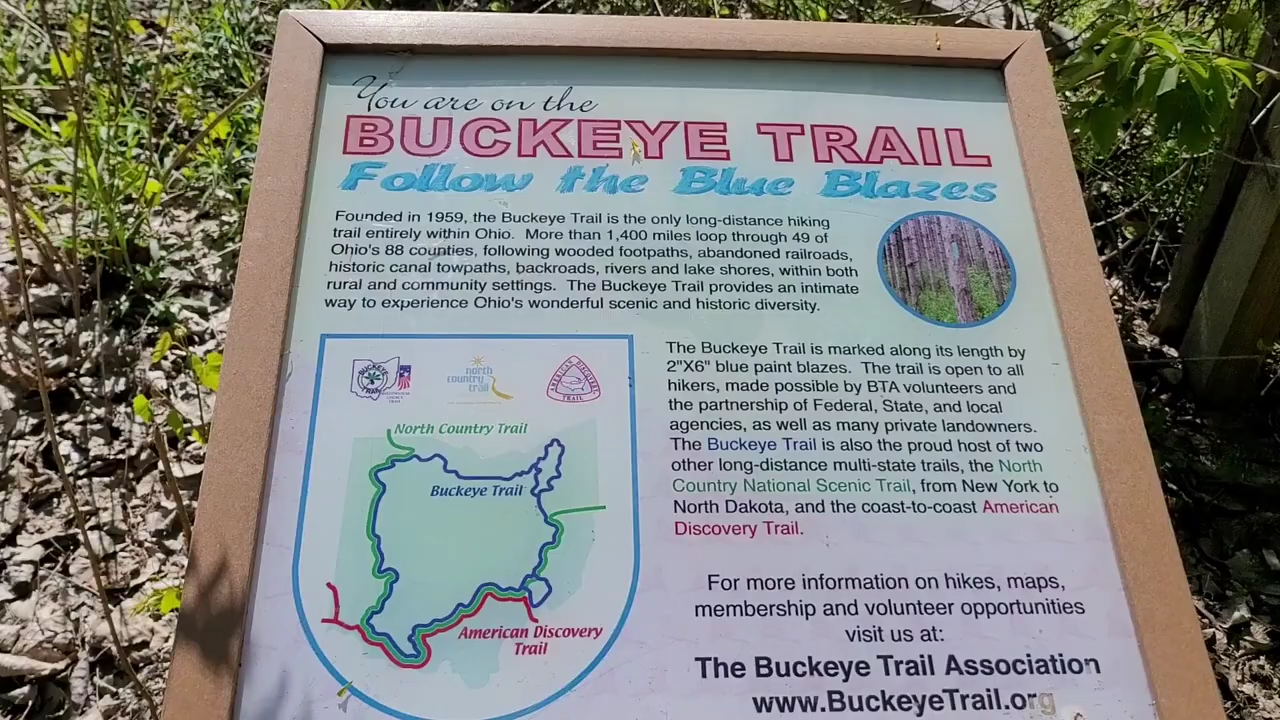 You are on the
BUCKEYE TRAIL
Follow the Blue Blazes
Founded in 1959, the Buckeye Trail is the only long-distance hiking
trail entirely within Ohio. More than 1,400 miles loop through 49 of
Ohio's 88 counties, following wooded footpaths, abandoned railroads,
historic canal towpaths, backroads, rivers and lake shores, within both
rural and community settings. The Buckeye Trail provides an intimate
way to experience Ohio's wonderful scenic and historic diversity.
BUCKEYE
TRAIL
north
country
trail
AMERICAN DISCOVERY
TRAIL
North Country Trail
Buckeye Trail
American Discovery
Trail
The Buckeye Trail is marked along its length by
2"X6" blue paint blazes. The trail is open to all
hikers, made possible by BTA volunteers and
the partnership of Federal, State, and local
agencies, as well as many private landowners.
The Buckeye Trail is also the proud host of two
other long-distance multi-state trails, the North
Country National Scenic Trail, from New York to
North Dakota, and the coast-to-coast American
Discovery Trail.
For more information on hikes, maps,
membership and volunteer opportunities
visit us at:
The Buckeye Trail Association
www.BuckeyeTrail.org